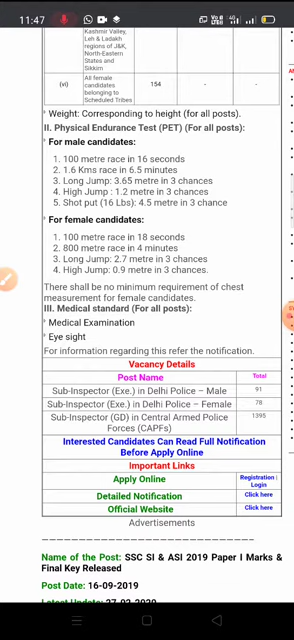 11:47
Kashmir Valley,
Leh & Ladakh
regions of J&K,
North-Eastern
States and
Sikkim
(vi) All female candidates belonging to Scheduled Tribes 154 - -
Weight: Corresponding to height (for all posts).
II. Physical Endurance Test (PET) (For all posts):
For male candidates:
1. 100 metre race in 16 seconds
2. 1.6 Kms race in 6.5 minutes
3. Long Jump: 3.65 metre in 3 chances
4. High Jump : 1.2 metre in 3 chances
5. Shot put (16 Lbs): 4.5 metre in 3 chance
For female candidates:
1. 100 metre race in 18 seconds
2. 800 metre race in 4 minutes
3. Long Jump: 2.7 metre in 3 chances
4. High Jump: 0.9 metre in 3 chances.
There shall be no minimum requirement of chest
measurement for female candidates.
III. Medical standard (For all posts):
Medical Examination
Eye sight
For information regarding this refer the notification.
Vacancy Details
Post Name Total
Sub-Inspector (Exe.) in Delhi Police – Male 91
Sub-Inspector (Exe.) in Delhi Police – Female 78
Sub-Inspector (GD) in Central Armed Police 1395
Forces (CAPFs)
Interested Candidates Can Read Full Notification
Before Apply Online
Important Links
Apply Online Registration | Login
Detailed Notification Click here
Official Website Click here
Advertisements
Name of the Post: SSC SI & ASI 2019 Paper I Marks &
Final Key Released
Post Date: 16-09-2019
Latest Update: 27-02-2020